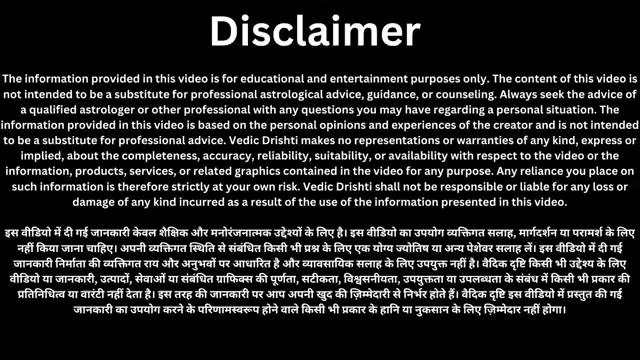 Disclaimer
The information provided in this video is for educational and entertainment purposes only. The content of this video is
not intended to be a substitute for professional astrological advice, guidance, or counseling. Always seek the advice of
a qualified astrologer or other professional with any questions you may have regarding a personal situation. The
information provided in this video is based on the personal opinions and experiences of the creator and is not intended
to be a substitute for professional advice. Vedic Drishti makes no representations or warranties of any kind, express or
implied, about the completeness, accuracy, reliability, suitability, or availability with respect to the video or the
information, products, services, or related graphics contained in the video for any purpose. Any reliance you place on
such information is therefore strictly at your own risk. Vedic Drishti shall not be responsible or liable for any loss or
damage of any kind incurred as a result of the use of the information presented in this video.
इस वीडियो में दी गई जानकारी केवल शैक्षिक और मनोरंजनात्मक उद्देश्यों के लिए है। इस वीडियो का उपयोग व्यक्तिगत सलाह, मार्गदर्शन या परामर्श के लिए
नहीं किया जाना चाहिए। अपनी व्यक्तिगत स्थिति से संबंधित किसी भी प्रश्न के लिए एक योग्य ज्योतिष या अन्य पेशेवर सलाह लें। इस वीडियो में दी गई
जानकारी निर्माता की व्यक्तिगत राय और अनुभवों पर आधारित है और व्यावसायिक सलाह के लिए उपयुक्त नहीं है। वैदिक दृष्टि किसी भी उद्देश्य के लिए
वीडियो या जानकारी, उत्पादों, सेवाओं या संबंधित ग्राफिक्स की पूर्णता, सटीकता, विश्वसनीयता, उपयुक्तता या उपलब्धता के संबंध में किसी भी प्रकार की
प्रतिनिधित्व या वारंटी नहीं देता है। इस तरह की जानकारी पर आप अपनी खुद की ज़िम्मेदारी से निर्भर होते हैं। वैदिक दृष्टि इस वीडियो में प्रस्तुत की गई
जानकारी का उपयोग करने के परिणामस्वरूप होने वाले किसी भी प्रकार के हानि या नुकसान के लिए ज़िम्मेदार नहीं होगा।